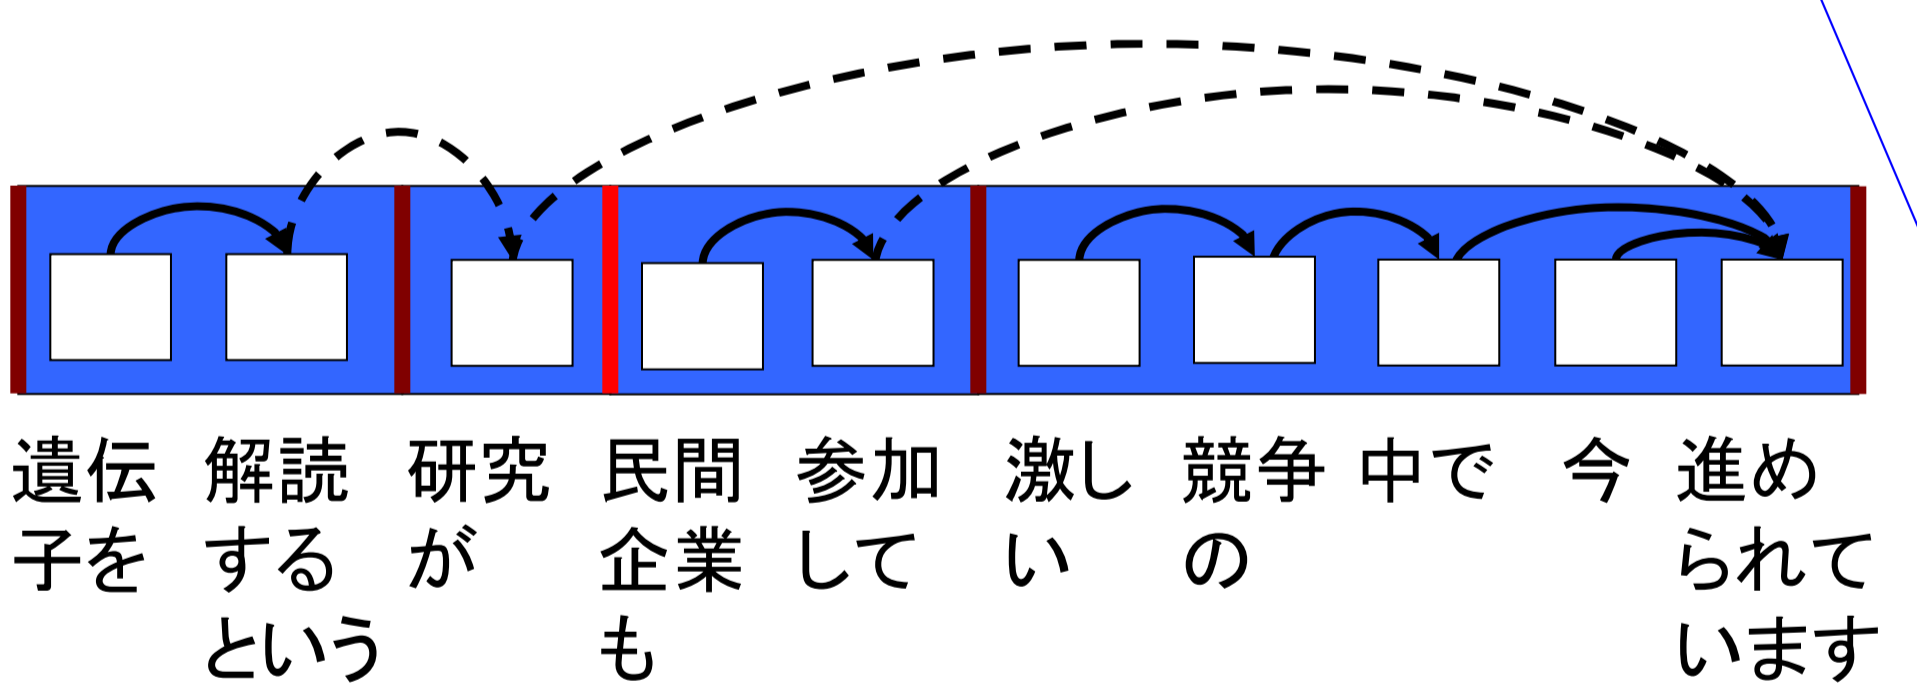 遺伝子を
解読するという
研究が
民間企業も
参加して
激しい
競争の
中で
今
進められています